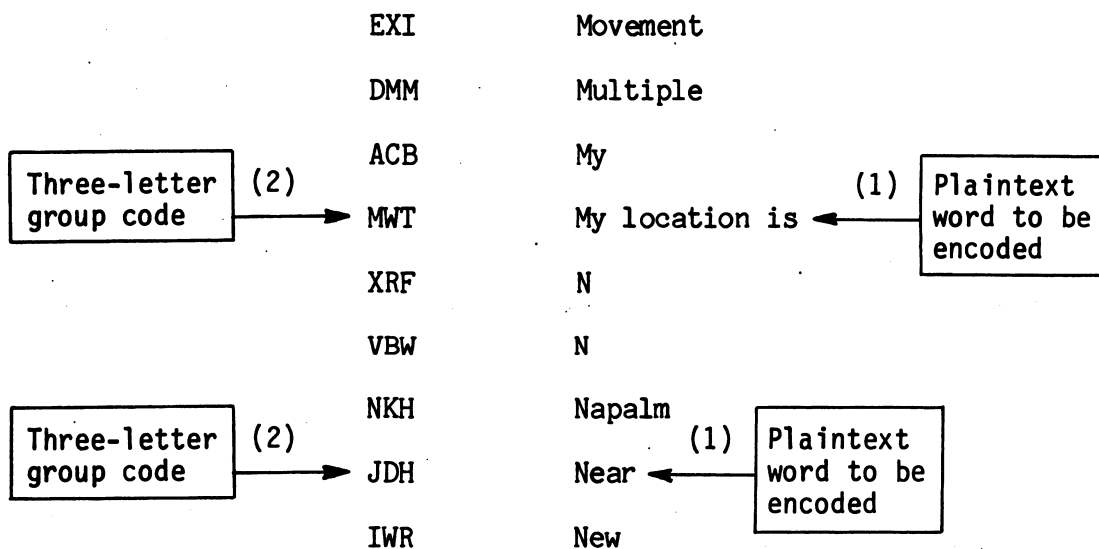 EXI Movement
DMM Multiple
ACB My
Three-letter group code (2) MWT My location is (1) Plaintext word to be encoded
XRF N
VBW N
NKH Napalm
Three-letter group code (2) JDH Near (1) Plaintext word to be encoded
IWR New